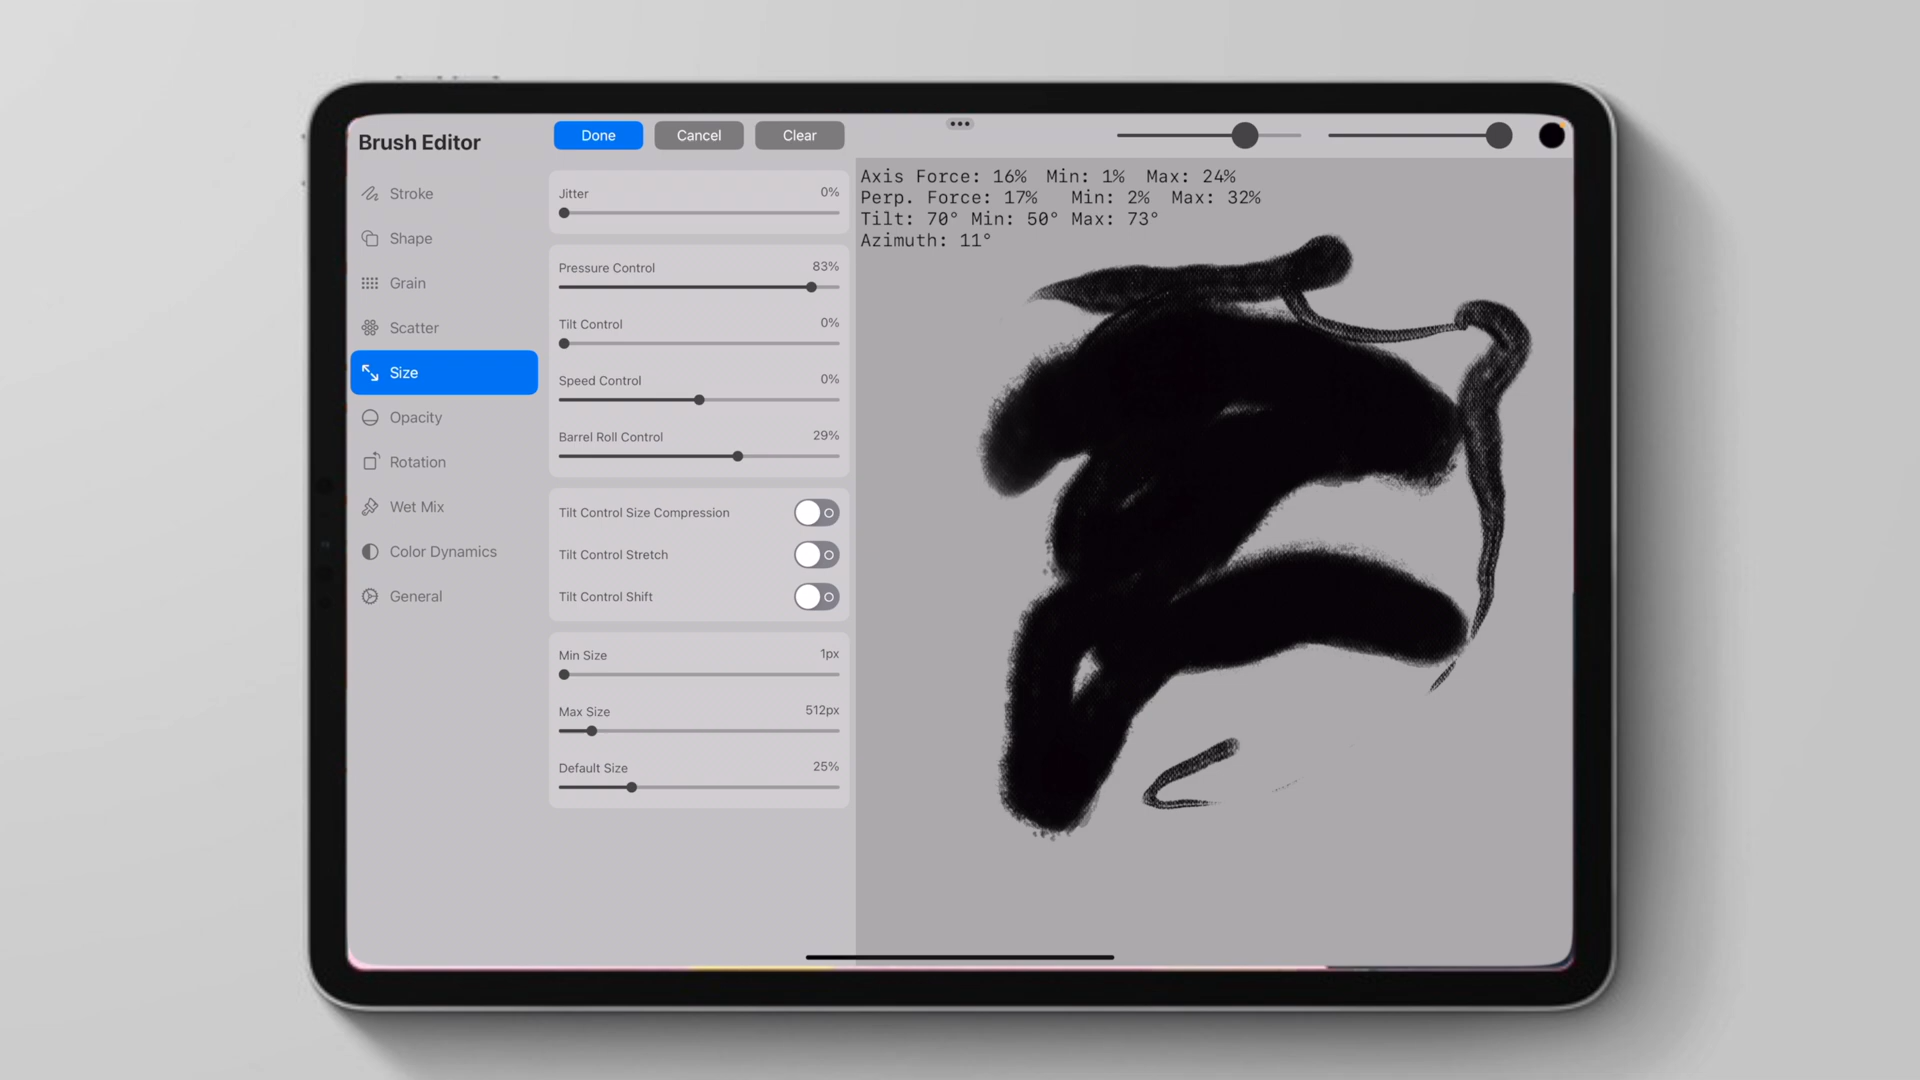 Brush Editor
Done
Cancel
Clear
Stroke
Shape
Grain
Scatter
Size
Opacity
Rotation
Wet Mix
Color Dynamics
General
Jitter 0%
Pressure Control 83%
Tilt Control 0%
Speed Control 0%
Barrel Roll Control 29%
Tilt Control Size Compression
Tilt Control Stretch
Tilt Control Shift
Min Size 1px
Max Size 512px
Default Size 25%
Axis Force: 16% Min: 1% Max: 24%
Perp. Force: 17% Min: 2% Max: 32%
Tilt: 70° Min: 50° Max: 73°
Azimuth: 11°